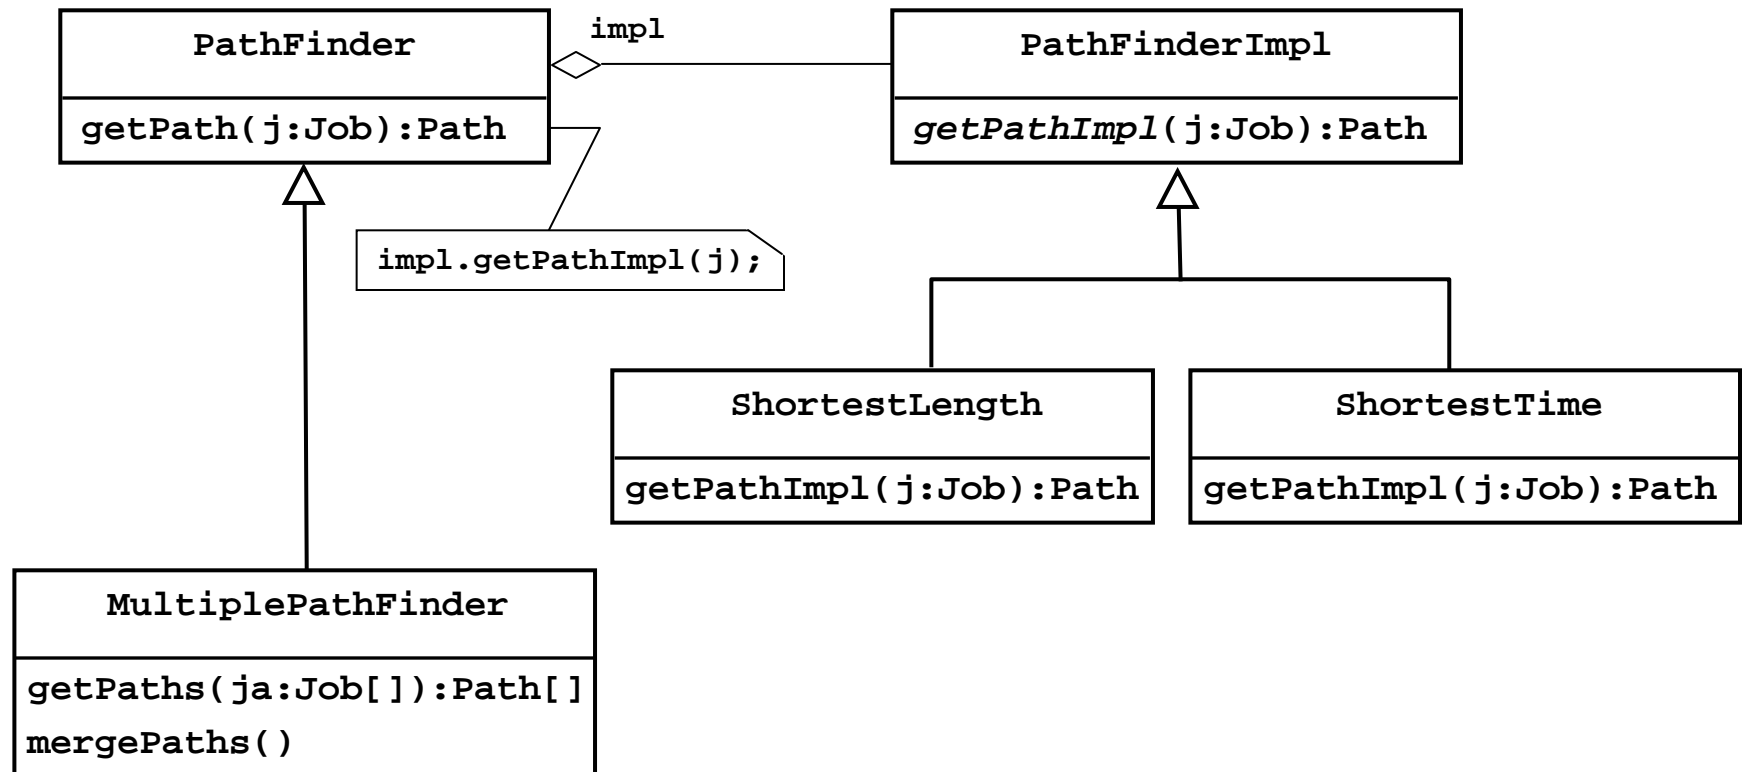 PathFinder
getPath(j:Job):Path
impl
PathFinderImpl
getPathImpl(j:Job):Path
impl.getPathImpl(j);
ShortestLength
getPathImpl(j:Job):Path
ShortestTime
getPathImpl(j:Job):Path
MultiplePathFinder
getPaths(ja:Job[]):Path[]
mergePaths()